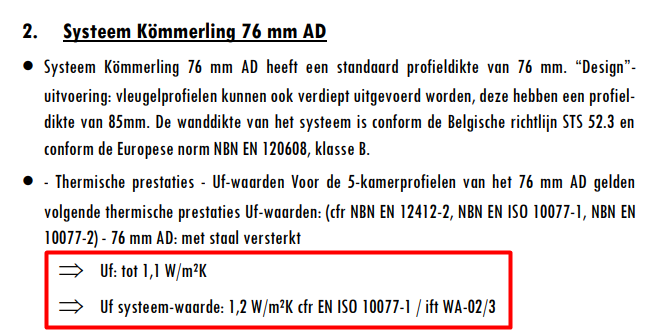 2. Systeem Kömmerling 76 mm AD
● Systeem Kömmerling 76 mm AD heeft een standaard profieldikte van 76 mm. “Design”-
uitvoering: vleugelprofielen kunnen ook verdiept uitgevoerd worden, deze hebben een profiel-
dikte van 85mm. De wanddikte van het systeem is conform de Belgische richtlijn STS 52.3 en
conform de Europese norm NBN EN 120608, klasse B.
● - Thermische prestaties - Uf-waarden Voor de 5-kamerprofielen van het 76 mm AD gelden
volgende thermische prestaties Uf-waarden: (cfr NBN EN 12412-2, NBN EN ISO 10077-1, NBN EN
10077-2) - 76 mm AD: met staal versterkt
⇒ Uf: tot 1,1 W/m²K
⇒ Uf systeem-waarde: 1,2 W/m²K cfr EN ISO 10077-1 / ift WA-02/3